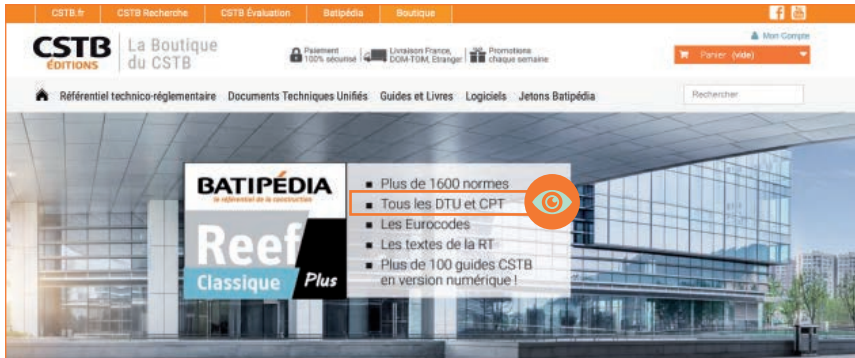 CSTB.fr CSTB Recherche CSTB Évaluation Batipédia Boutique
CSTB ÉDITIONS
La Boutique
du CSTB
Paiement
100% sécurisé
Livraison France,
DOM-TOM, Etranger
Promotions
chaque semaine
Mon Compte
Panier (vide)
Référentiel technico-réglementaire Documents Techniques Unifiés Guides et Livres Logiciels Jetons Batipédia
Rechercher
BATIPÉDIA
le référentiel de la construction
Reef
Classique Plus
Plus de 1600 normes
Tous les DTU et CPT
Les Eurocodes
Les textes de la RT
Plus de 100 guides CSTB
en version numérique !